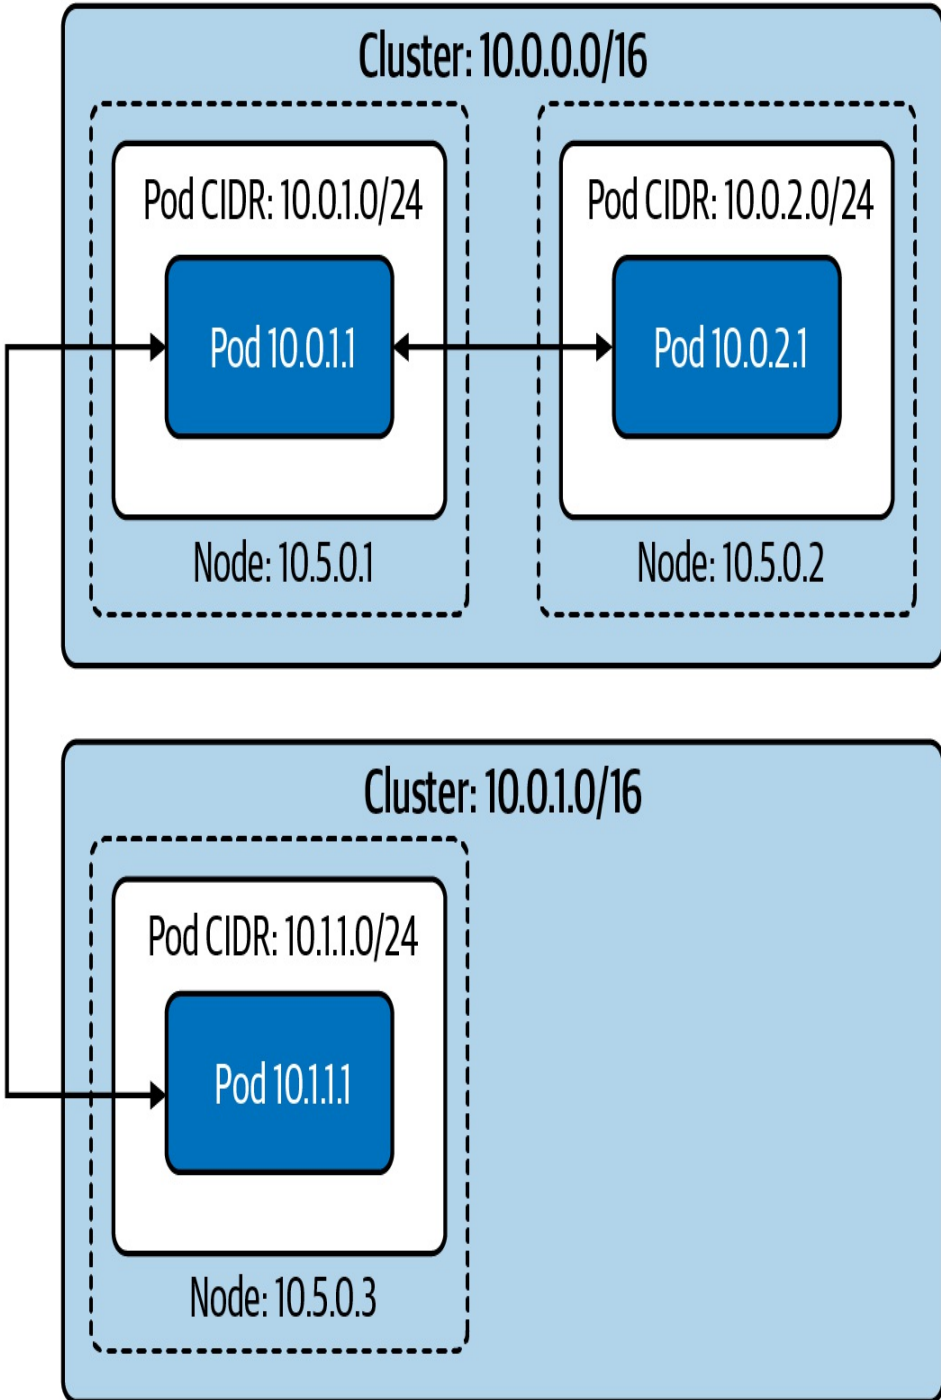 Cluster: 10.0.0.0/16
Pod CIDR: 10.0.1.0/24
Pod 10.0.1.1
Node: 10.5.0.1
Pod CIDR: 10.0.2.0/24
Pod 10.0.2.1
Node: 10.5.0.2
Cluster: 10.0.1.0/16
Pod CIDR: 10.1.1.0/24
Pod 10.1.1.1
Node: 10.5.0.3